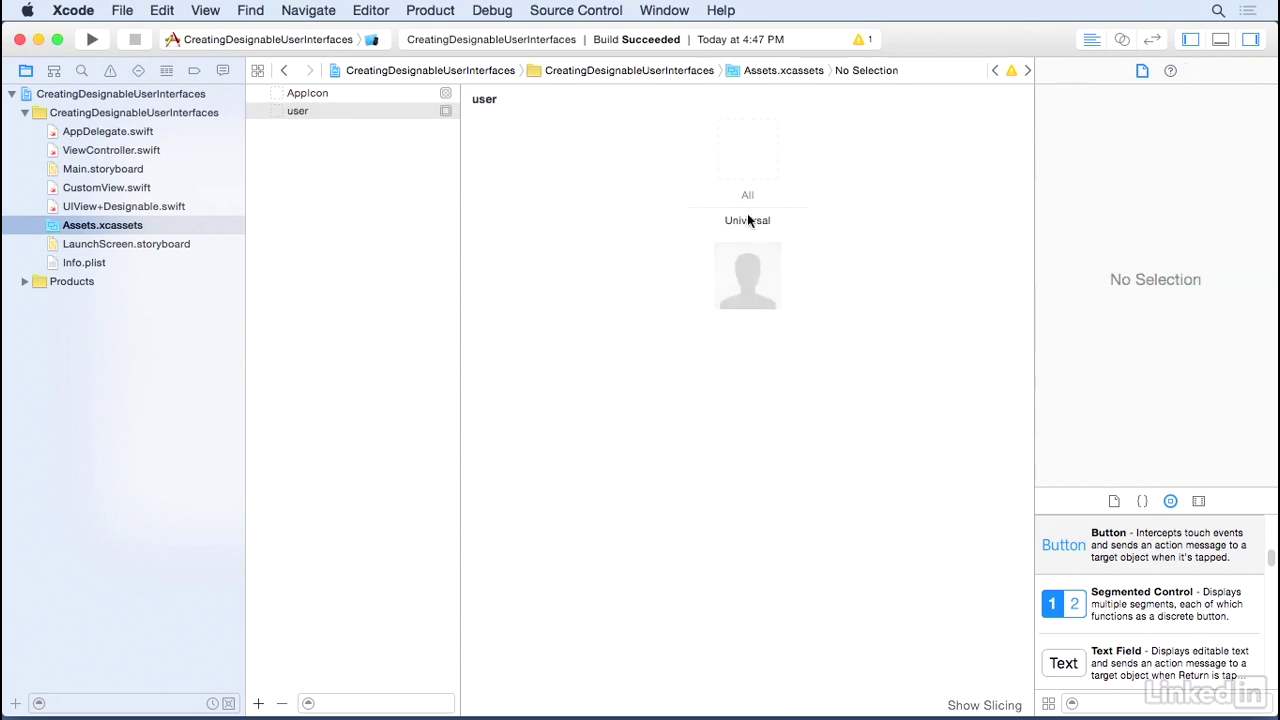 Xcode File Edit View Find Navigate Editor Product Debug Source Control Window Help
CreatingDesignableUserInterfaces CreatingDesignableUserInterfaces | Build Succeeded | Today at 4:47 PM 1
CreatingDesignableUserInterfaces CreatingDesignableUserInterfaces Assets.xcassets No Selection
CreatingDesignableUserInterfaces
CreatingDesignableUserInterfaces
AppDelegate.swift
ViewController.swift
Main.storyboard
CustomView.swift
UIView+Designable.swift
Assets.xcassets
LaunchScreen.storyboard
Info.plist
Products
AppIcon
user
user
All
Universal
Show Slicing
No Selection
Button
Button - Intercepts touch events
and sends an action message to a
target object when it's tapped.
1 2
Segmented Control - Displays
multiple segments, each of which
functions as a discrete button.
Text
Text Field - Displays editable text
and sends an action message to a
target object when Return is tap...
Linked in